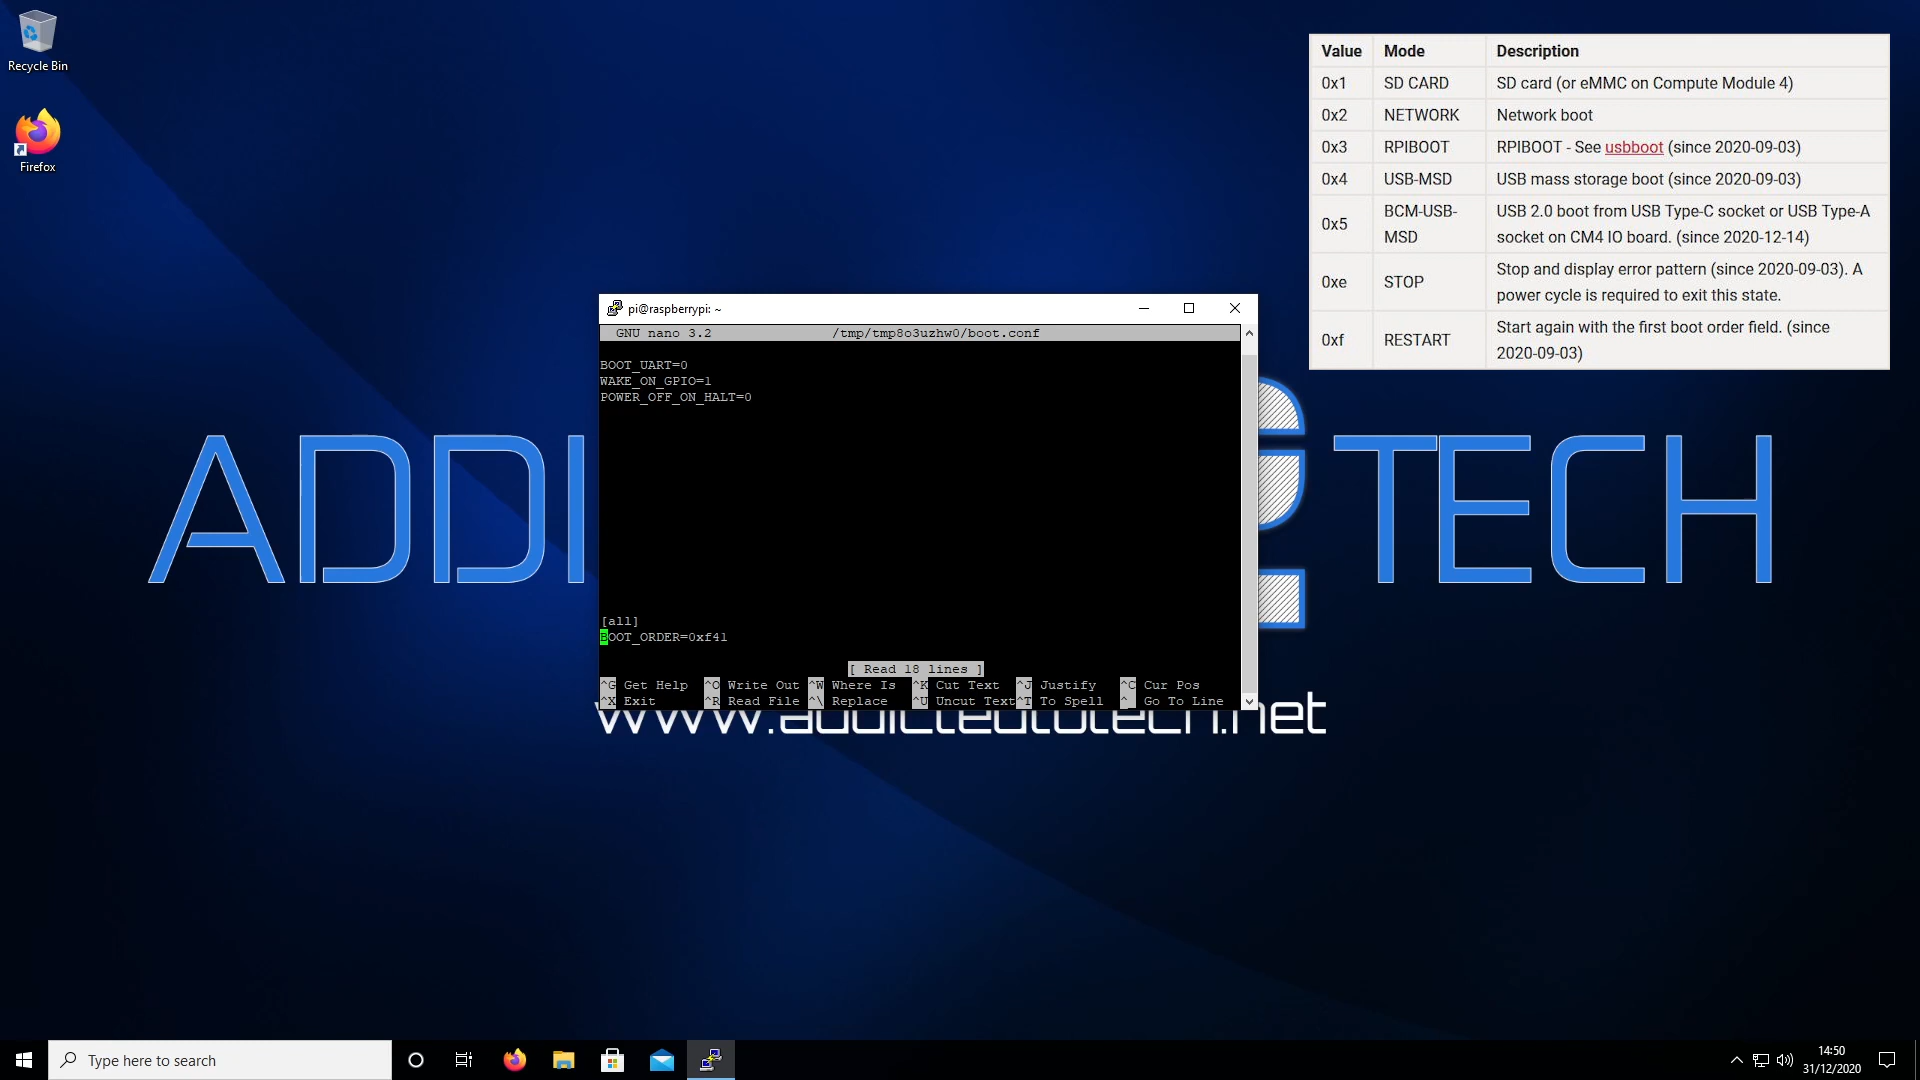 Recycle Bin
Firefox
Value Mode Description
0x1 SD CARD SD card (or eMMC on Compute Module 4)
0x2 NETWORK Network boot
0x3 RPIBOOT RPIBOOT - See usbboot (since 2020-09-03)
0x4 USB-MSD USB mass storage boot (since 2020-09-03)
0x5 BCM-USB-MSD USB 2.0 boot from USB Type-C socket or USB Type-A
socket on CM4 IO board. (since 2020-12-14)
0xe STOP Stop and display error pattern (since 2020-09-03). A
power cycle is required to exit this state.
0xf RESTART Start again with the first boot order field. (since
2020-09-03)
pi@raspberrypi: ~
GNU nano 3.2 /tmp/tmp8o3uzhw0/boot.conf
BOOT_UART=0
WAKE_ON_GPIO=1
POWER_OFF_ON_HALT=0
[all]
BOOT_ORDER=0xf41
[ Read 18 lines ]
^G Get Help ^O Write Out ^W Where Is ^K Cut Text ^J Justify ^C Cur Pos
^X Exit ^R Read File ^\ Replace ^U Uncut Text ^T To Spell ^_ Go To Line
ADDI TECH
www.addictedtotech.net
Type here to search
14:50
31/12/2020